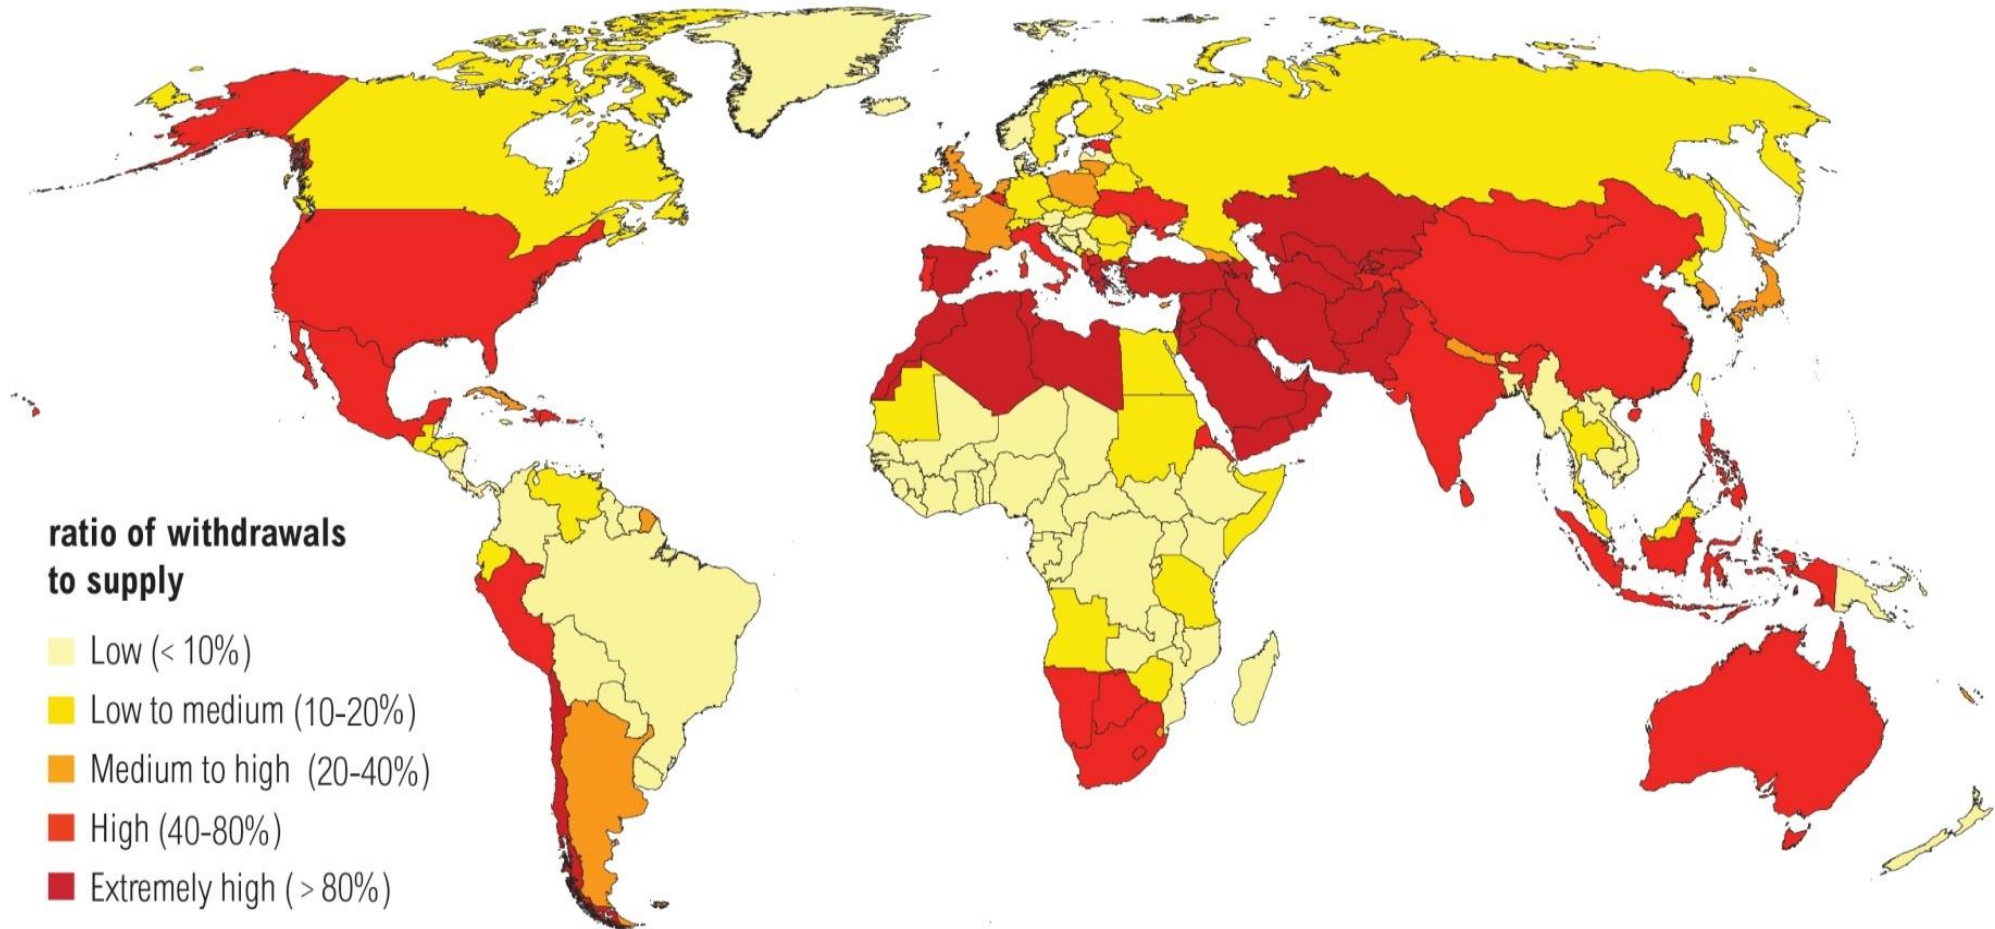 ratio of withdrawals
to supply
Low (< 10%)
Low to medium (10-20%)
Medium to high (20-40%)
High (40-80%)
Extremely high ( > 80%)